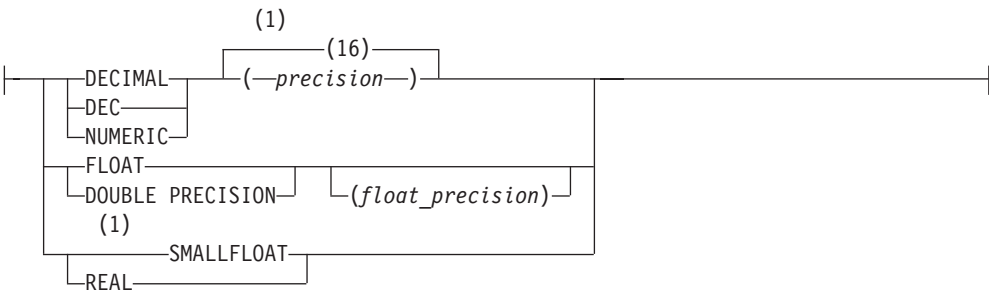 (1)
(16)
DECIMAL ( precision )
DEC
NUMERIC
FLOAT
DOUBLE PRECISION (float_precision)
(1)
SMALLFLOAT
REAL